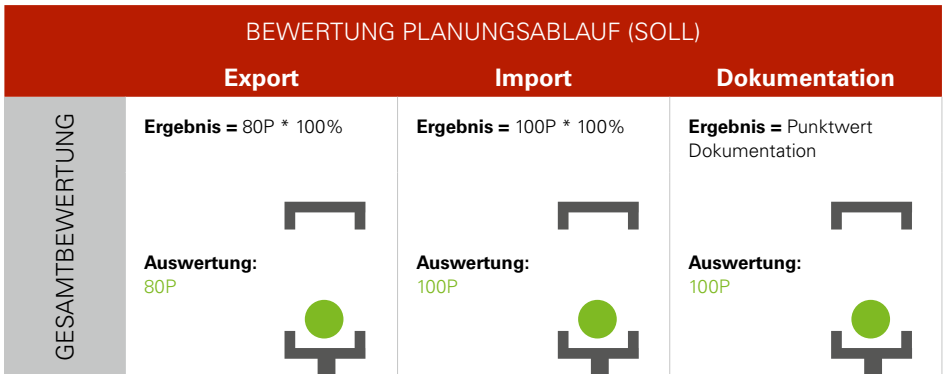 BEWERTUNG PLANUNGSABLAUF (SOLL)
Export
Import
Dokumentation
GESAMTBEWERTUNG
Ergebnis = 80P * 100%
Auswertung:
80P
Ergebnis = 100P * 100%
Auswertung:
100P
Ergebnis = Punktwert
Dokumentation
Auswertung:
100P